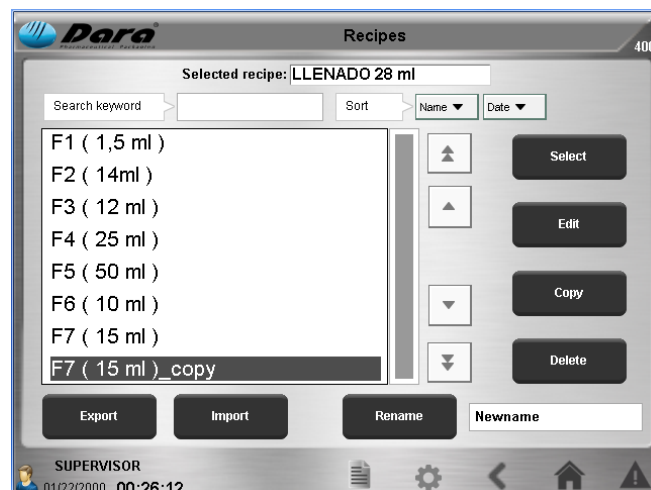 Dara
Pharmaceutical Packaging
Recipes
400
Selected recipe: LLENADO 28 ml
Search keyword
Sort
Name ▼
Date ▼
F1 ( 1,5 ml )
F2 ( 14ml )
F3 ( 12 ml )
F4 ( 25 ml )
F5 ( 50 ml )
F6 ( 10 ml )
F7 ( 15 ml )
F7 ( 15 ml )_copy
Select
Edit
Copy
Delete
Export
Import
Rename
Newname
SUPERVISOR
01/22/2000 00:26:12